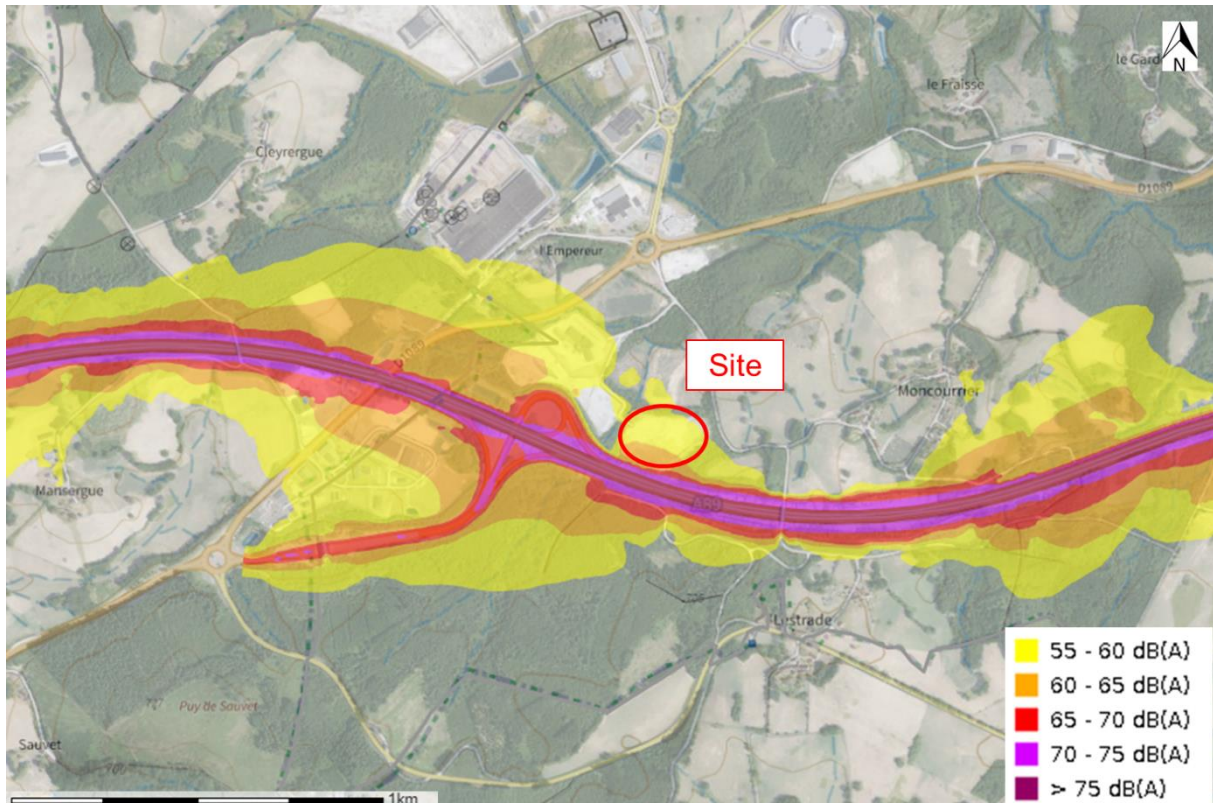 N
le Fraisse
le Gard
Cleyrergue
D1089
l'Empereur
D1089
Site
Moncourrier
Mansergue
A89
Lestrade
Puy de Sauvet
Sauvet
1km
55 - 60 dB(A)
60 - 65 dB(A)
65 - 70 dB(A)
70 - 75 dB(A)
> 75 dB(A)